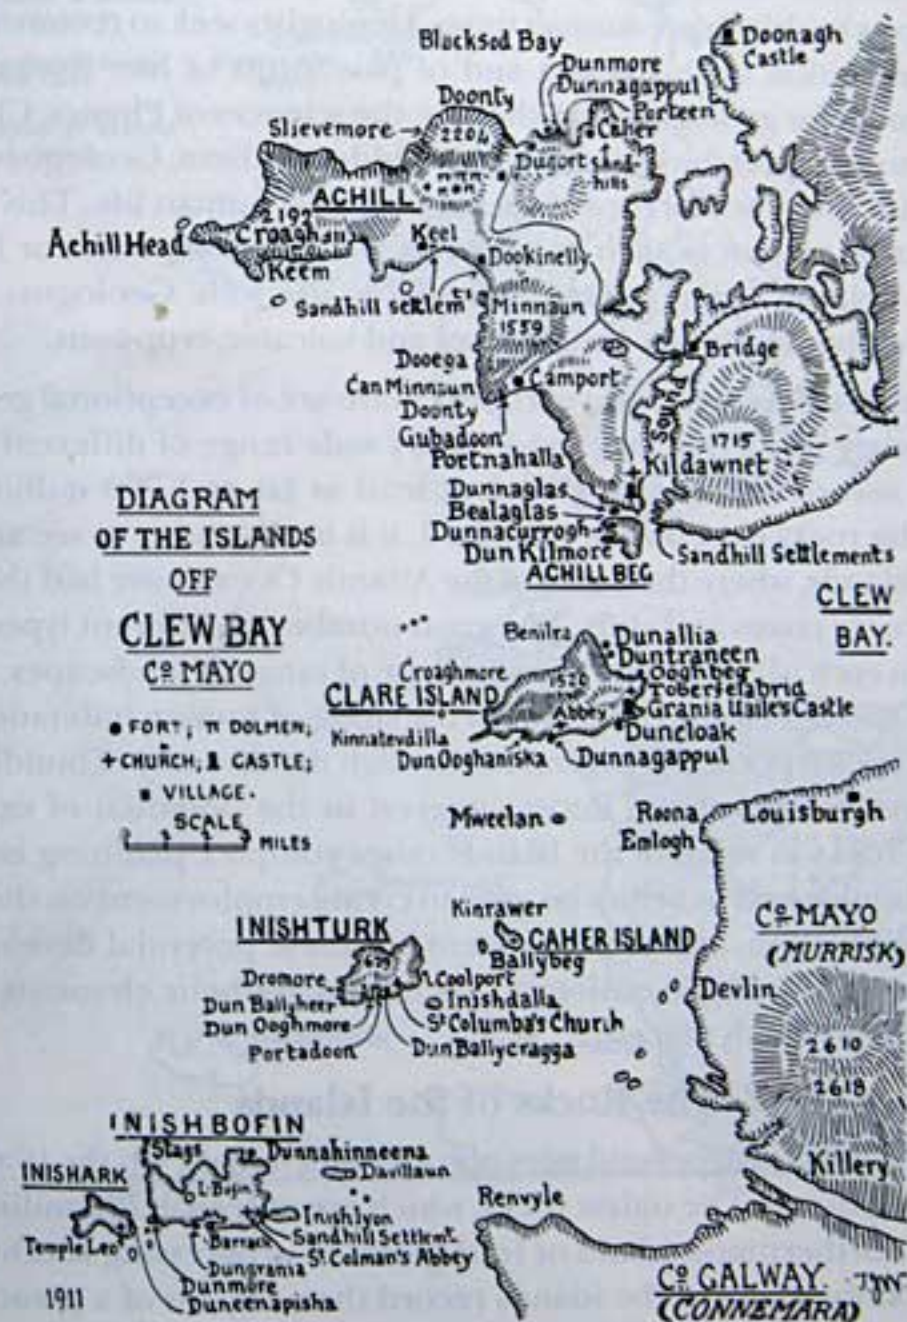 Blacksod Bay
Doonagh
Castle
Dunmore
Dunnagappul
Doonty
Porteen
Slievemore
2204
Caher
Dugort
sand-
hills
ACHILL
2192
Croaghan
Achill Head
Keel
Keem
Dookinelly
Sandhill settlemts
Minnaun
1559
Bridge
Dooega
Camport
Can Minnaun
Doonty
Sound
1715
Gubadoon
Portnahalla
Kildawnet
Dunnaglas
Bealaglas
Dunnacurrogh
Dun Kilmore
Sandhill Settlements
ACHILL BEG
DIAGRAM
OF THE ISLANDS
OFF
CLEW BAY
Co MAYO
CLEW
BAY.
• FORT; π DOLMEN;
+ CHURCH; CASTLE;
▪ VILLAGE.
SCALE
MILES
Benilra
Dunallia
Duntraneen
Croaghmore
1520
Ooghbeg
CLARE ISLAND
Toberfelabrid
Abbey
Grania Uaile's Castle
Kinnatevdilla
Duncloak
Dun Ooghaniska
Dunnagappul
Mweelan
Roona
Emlogh
Louisburgh
Kinrawer
Co MAYO
(MURRISK)
INISHTURK
CAHER ISLAND
Ballybeg
Dromore
Coolport
Devlin
Dun Ballyheer
Inishdalla
Dun Ooghmore
St Columba's Church
Portadoon
Dun Ballycragga
2610
2618
INISHBOFIN
Stags
Dunnahinneena
Davillaun
Killery
INISHARK
L. Bofin
Renvyle
Inishlyon
Temple Leo
Barrack
Sandhill Settlemt.
St Colman's Abbey
Dungrania
Dunmore
Duneenapisha
1911
Co GALWAY.
(CONNEMARA)